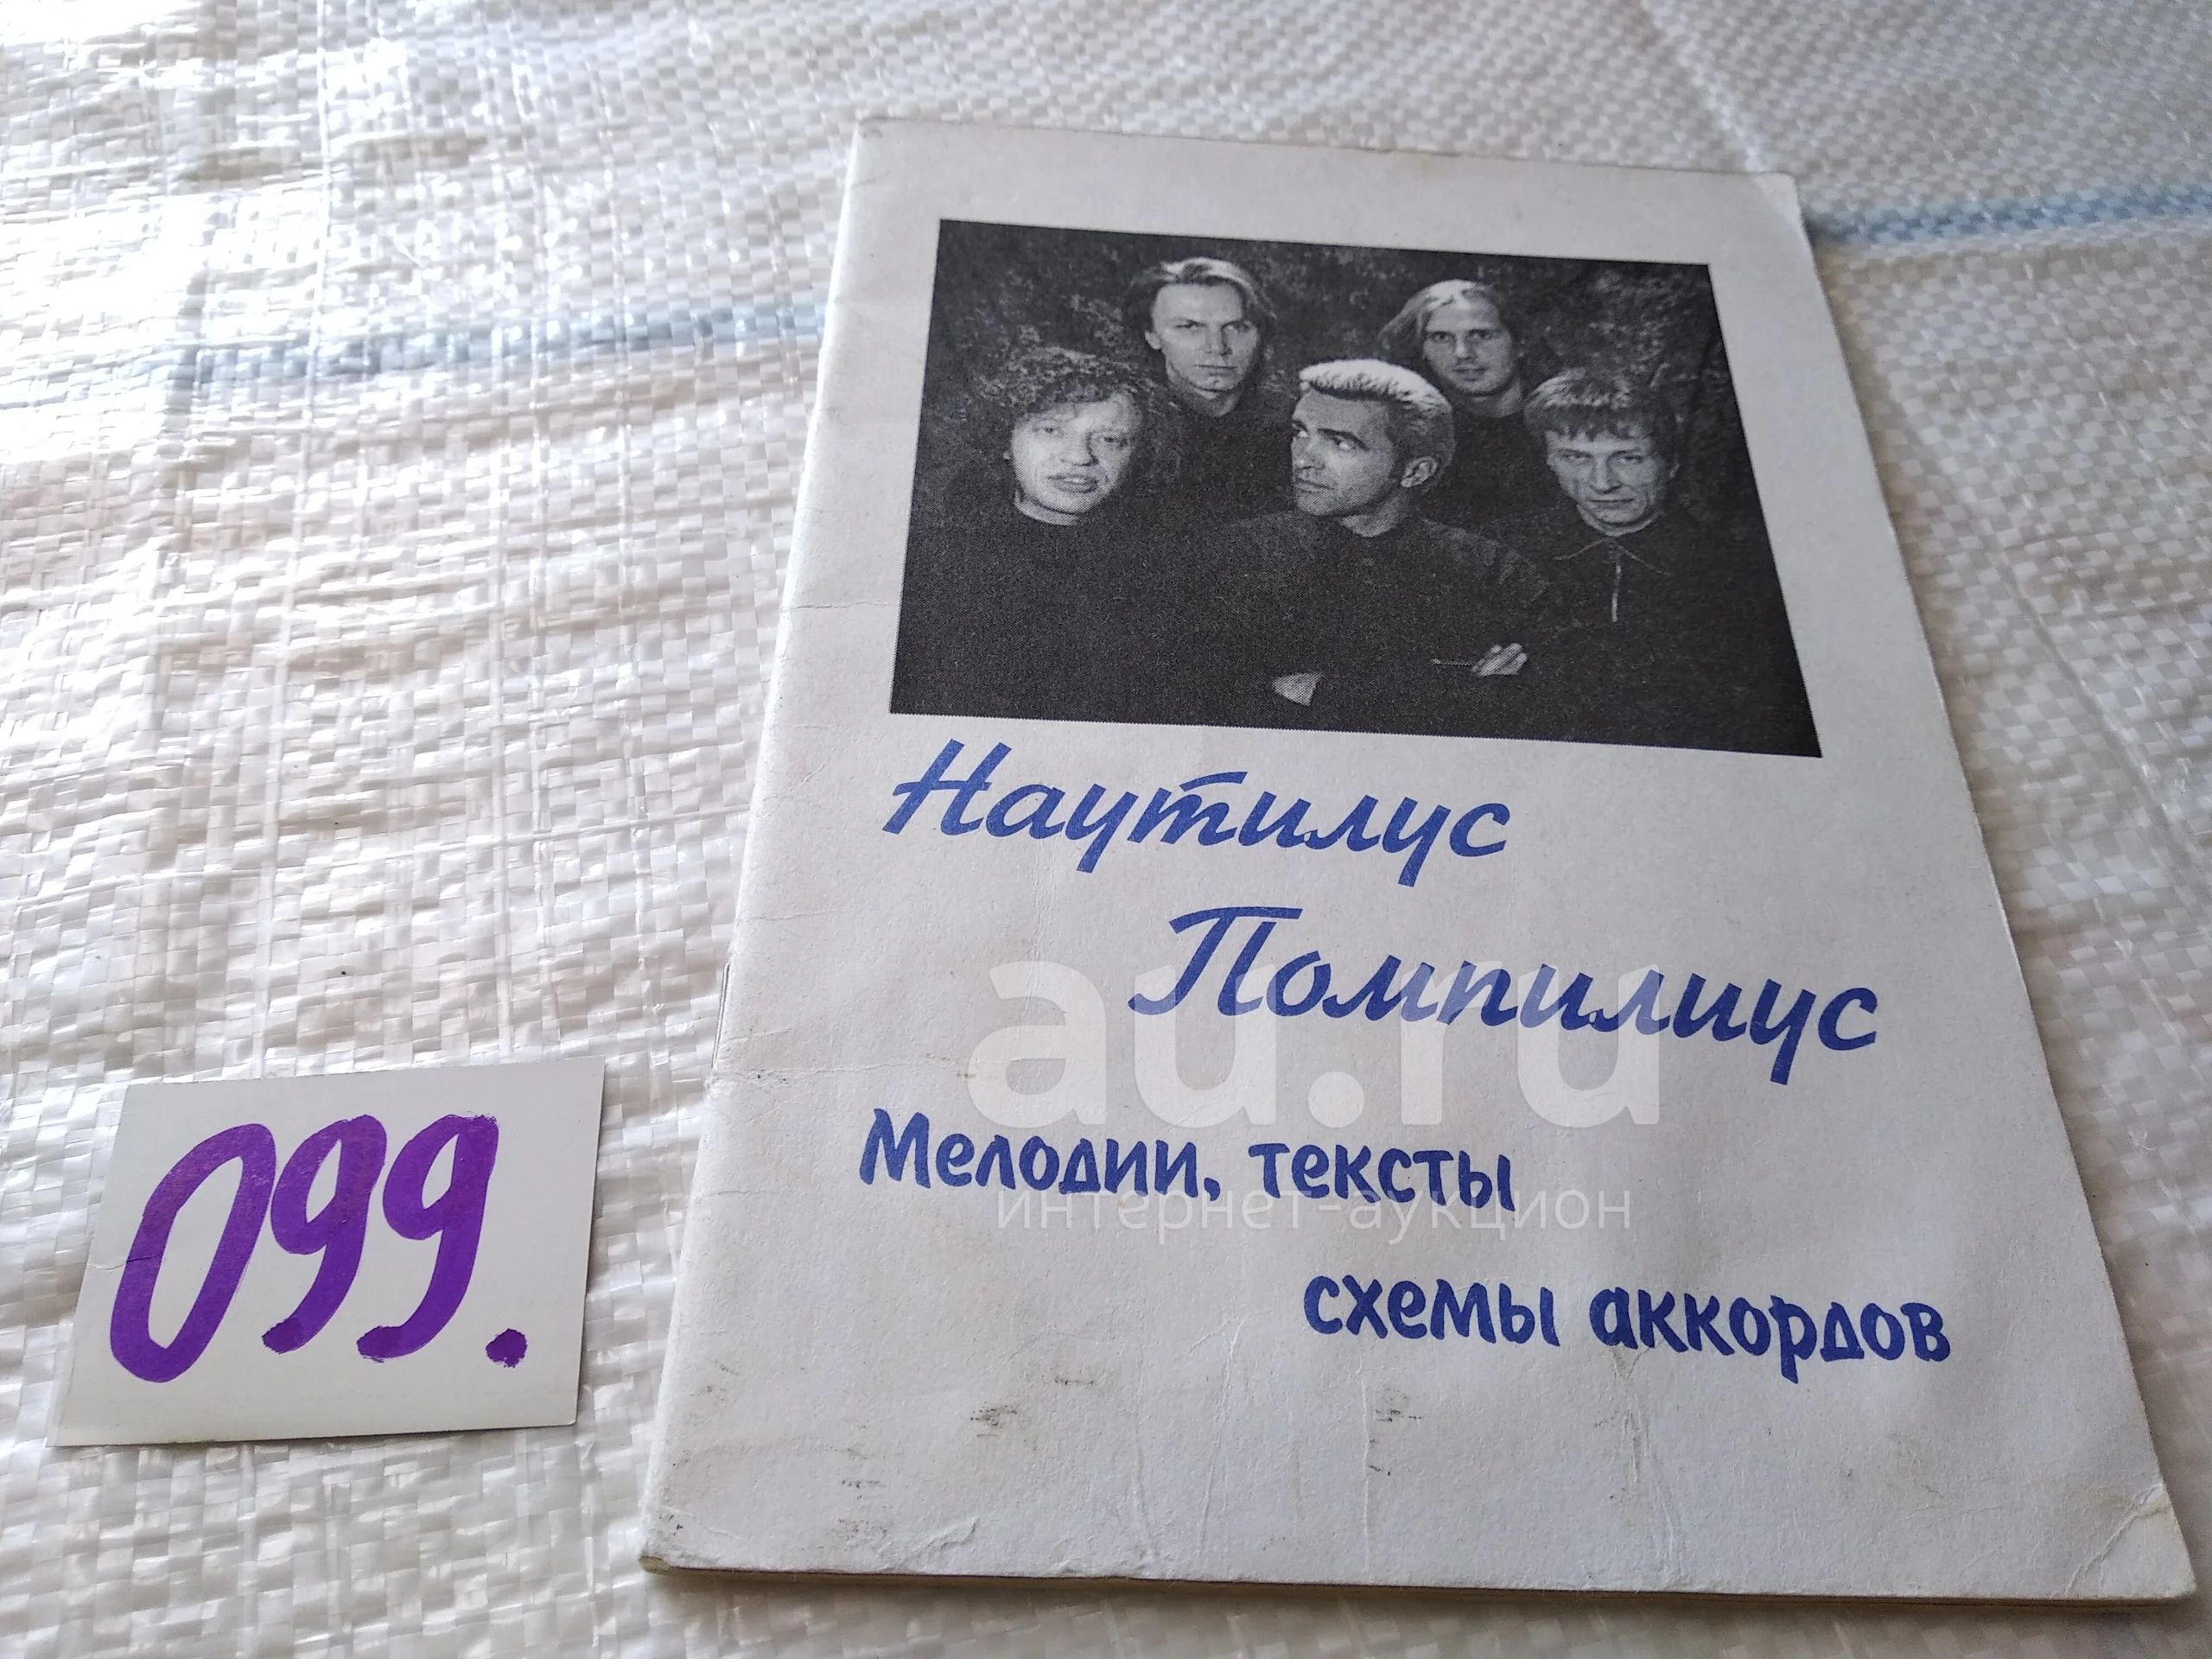 Наутилус
Помпилиус
au.ru
Мелодии, тексты
интернет-аукцион
схемы аккордов
099.